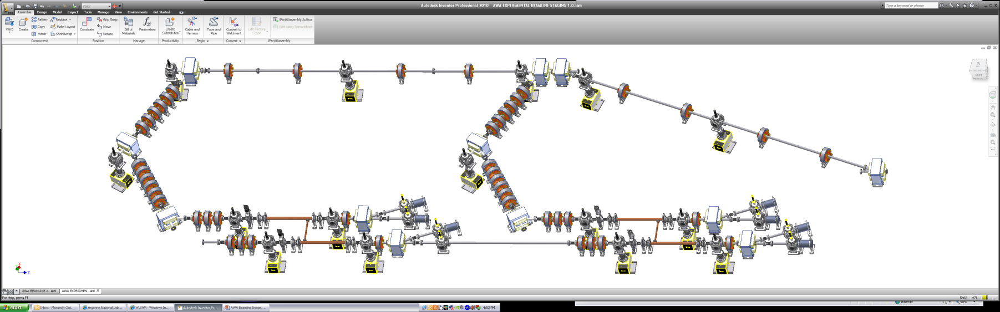 Autodesk Inventor Professional 2010 AWA EXPERIMENTAL BEAMLINE STAGING 1.0.iam
Type a keyword or phrase
Color
PRO
Assemble Design Model Inspect Tools Manage View Environments Get Started
Place
Create
Pattern
Copy
Mirror
Replace
Make Layout
Shrinkwrap
Component
Constrain
Grip Snap
Move
Rotate
Position
Bill of
Materials
Parameters
Manage
Create
Substitutes
Productivity
Cable and
Harness
Tube and
Pipe
Begin
Convert to
Weldment
Convert
Edit Factory
Scope
iPart/iAssembly Author
Edit using Spreadsheet
iPart/iAssembly
LEFT
X
Z
AWA BEAMLINE A...iam
AWA EXPERIMEN...iam
For Help, press F1
5462 471
start
Inbox - Microsoft Out...
Argonne National Lab...
WLSAM - Windows In...
Autodesk Inventor Pr...
AWA Beamline Image...
4:53 PM
Internet
90%